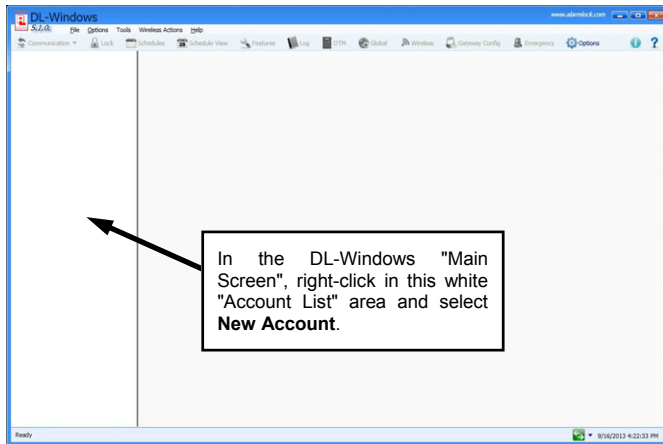 DL-Windows
www.alarmlock.com
S.L.O. File Options Tools Wireless Actions Help
Communication Lock Schedules Schedule View Features Log DTM Global Wireless Gateway Config Emergency Options
In the DL-Windows "Main
Screen", right-click in this white
"Account List" area and select
New Account.
Ready
9/16/2013 4:22:33 PM